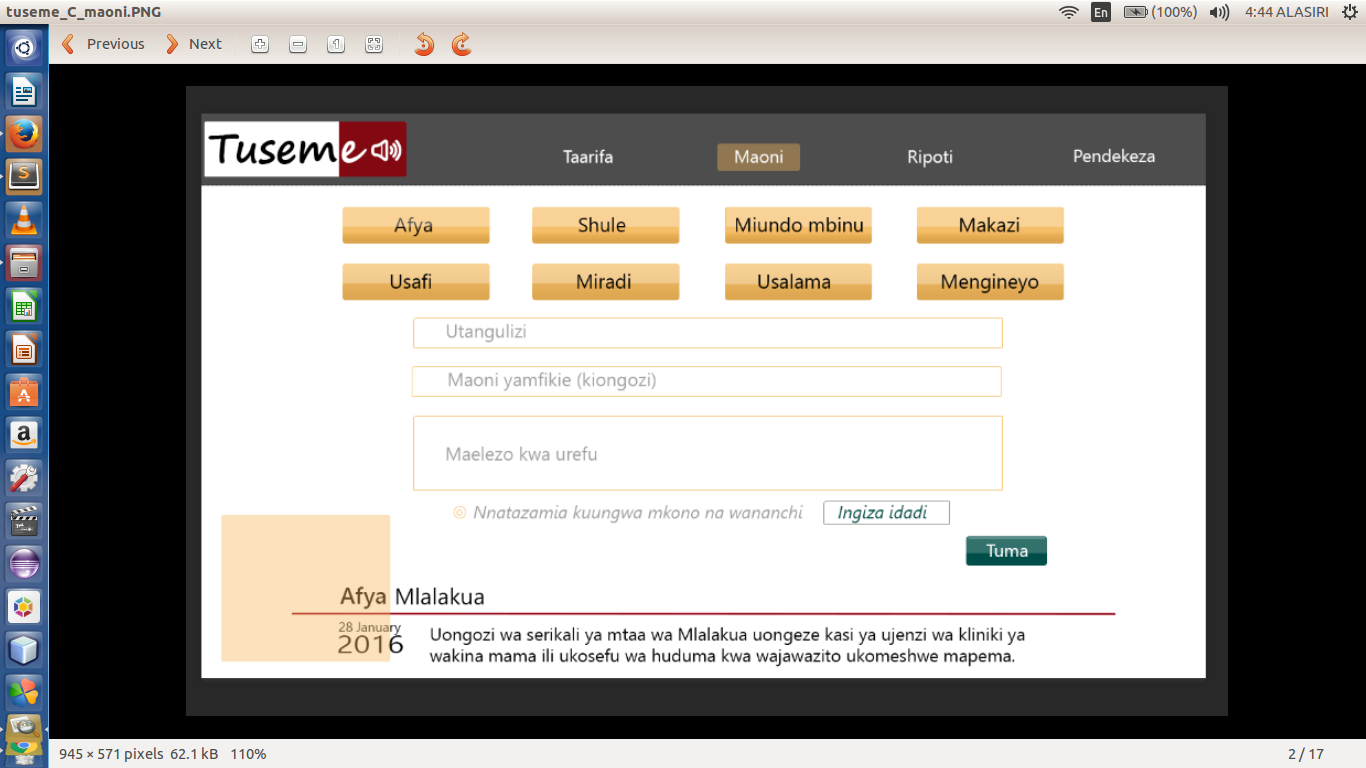 tuseme_C_maoni.PNG En (100%) 4:44 ALASIRI
Previous Next
Tuseme
Taarifa Maoni Ripoti Pendekeza
Afya Shule Miundo mbinu Makazi
Usafi Miradi Usalama Mengineyo
Utangulizi
Maoni yamfikie (kiongozi)
Maelezo kwa urefu
Nnatazamia kuungwa mkono na wananchi Ingiza idadi
Tuma
Afya Mlalakua
28 January
2016
Uongozi wa serikali ya mtaa wa Mlalakua uongeze kasi ya ujenzi wa kliniki ya
wakina mama ili ukosefu wa huduma kwa wajawazito ukomeshwe mapema.
945 × 571 pixels 62.1 kB 110% 2 / 17